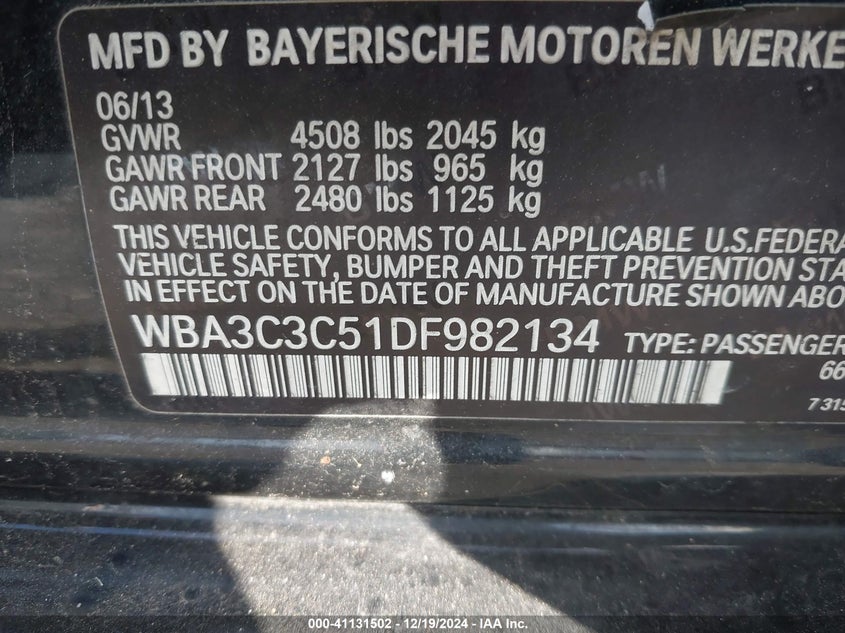 MFD BY BAYERISCHE MOTOREN WERKE
06/13
GVWR 4508 lbs 2045 kg
GAWR FRONT 2127 lbs 965 kg
GAWR REAR 2480 lbs 1125 kg
THIS VEHICLE CONFORMS TO ALL APPLICABLE U.S.FEDERA
VEHICLE SAFETY, BUMPER AND THEFT PREVENTION STA
IN EFFECT ON THE DATE OF MANUFACTURE SHOWN ABO
WBA3C3C51DF982134 TYPE: PASSENGER
66
7 315
000-41131502 - 12/19/2024 - IAA Inc.